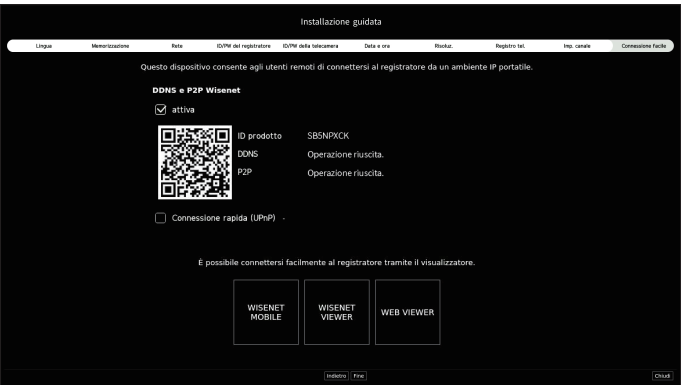 Installazione guidata
Lingua Memorizzazione Rete ID/PW del registratore ID/PW della telecamera Data e ora Risoluz. Registro tel. Imp. canale Connessione facile
Questo dispositivo consente agli utenti remoti di connettersi al registratore da un ambiente IP portatile.
DDNS e P2P Wisenet
attiva
ID prodotto SB5NPXCK
DDNS Operazione riuscita.
P2P Operazione riuscita.
Connessione rapida (UPnP) -
È possibile connettersi facilmente al registratore tramite il visualizzatore.
WISENET MOBILE
WISENET VIEWER
WEB VIEWER
Indietro Fine Chiudi